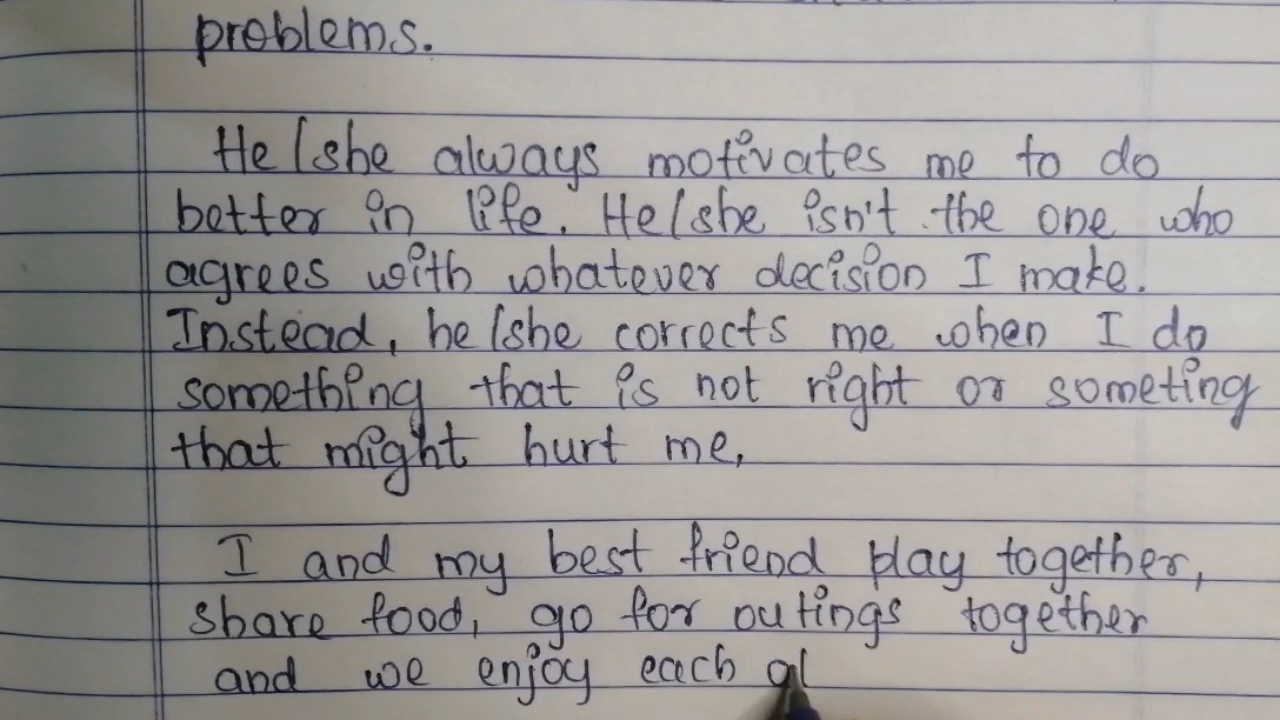 problems.
He/she always motivates me to do
better in life. He/she isn't the one who
agrees with whatever decision I make.
Instead, he/she corrects me when I do
something that is not right or someting
that might hurt me,
I and my best friend play together,
share food, go for outings together
and we enjoy each